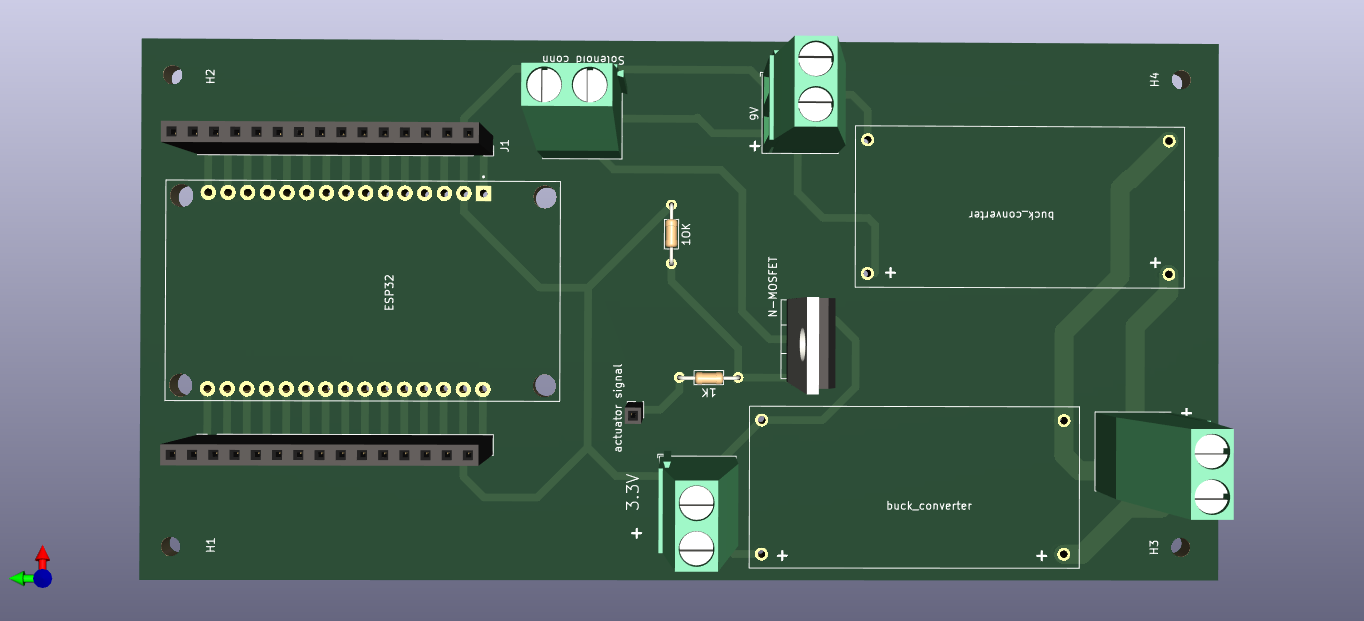 Solenoid conn
H2
H4
9V
+
J1
10K
buck_converter
+
+
N-MOSFET
ESP32
1K
actuator signal
+
3.3V
buck_converter
+
+
+
H1
H3